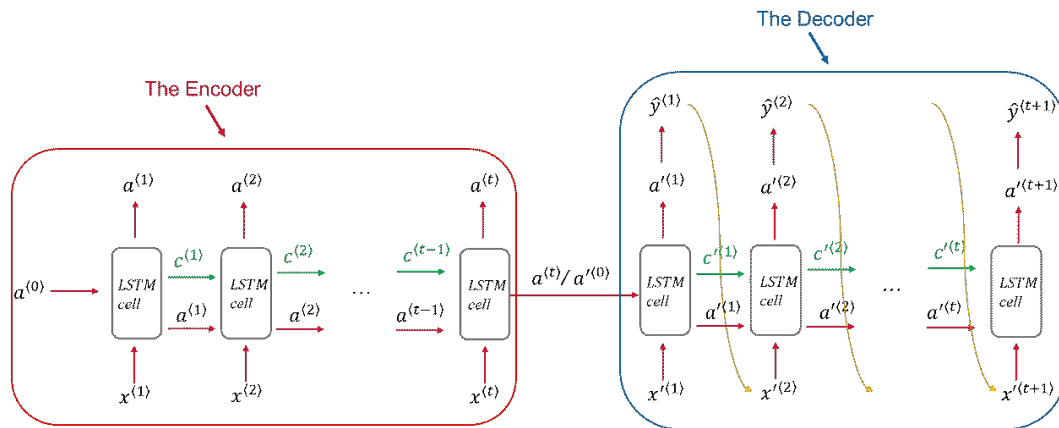 The Decoder
The Encoder
ŷ⟨1⟩ ŷ⟨2⟩ ŷ⟨t+1⟩
a⟨1⟩ a⟨2⟩ a⟨t⟩ a′⟨1⟩ a′⟨2⟩ a′⟨t+1⟩
c⟨1⟩ c⟨2⟩ c⟨t−1⟩ c′⟨1⟩ c′⟨2⟩ c′⟨t⟩
a⟨0⟩ LSTM cell LSTM cell … LSTM cell a⟨t⟩/a′⟨0⟩ LSTM cell LSTM cell … LSTM cell
a⟨1⟩ a⟨2⟩ a⟨t−1⟩ a′⟨1⟩ a′⟨2⟩ a′⟨t⟩
x⟨1⟩ x⟨2⟩ x⟨t⟩ x′⟨1⟩ x′⟨2⟩ x′⟨t+1⟩